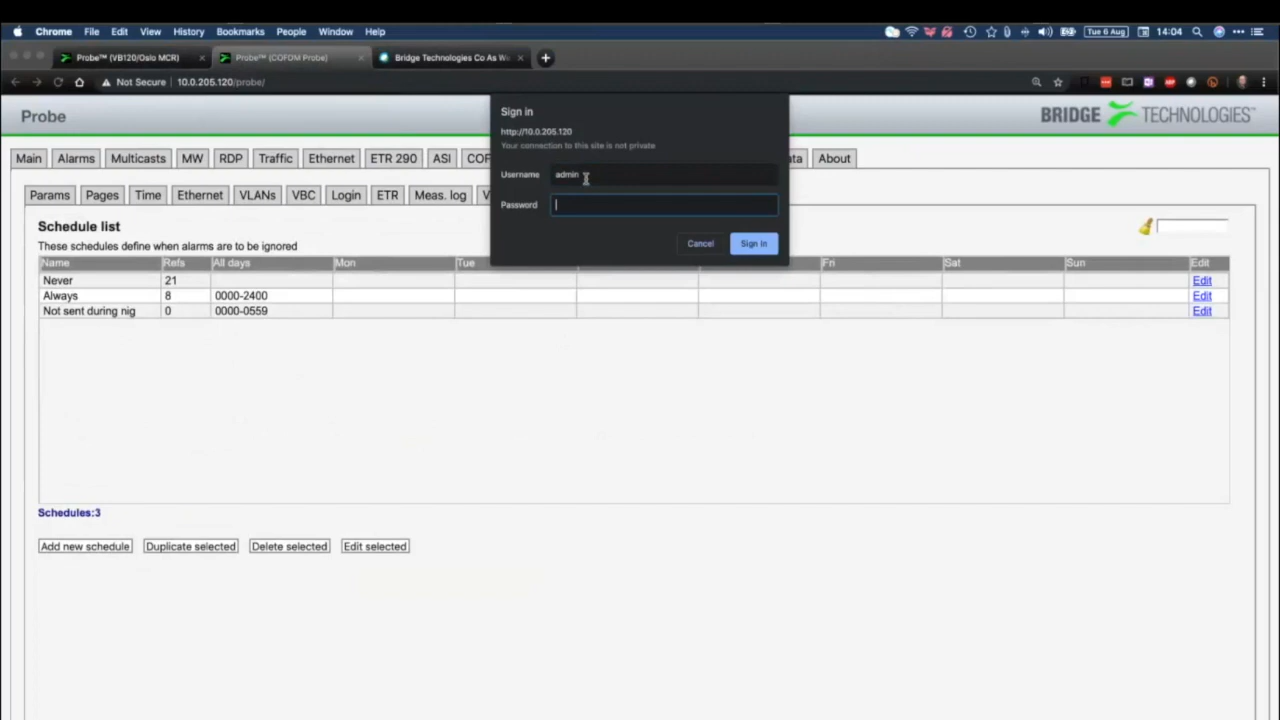 Chrome File Edit View History Bookmarks People Window Help Tue 6 Aug 14:04
Probe™ (VB120/Oslo MCR) Probe™ (COFDM Probe) Bridge Technologies Co As
Not Secure 10.0.205.120/probe/
Probe BRIDGE TECHNOLOGIES
Sign in
http://10.0.205.120
Your connection to this site is not private
Username admin
Password
Cancel Sign In
Main Alarms Multicasts MW RDP Traffic Ethernet ETR 290 ASI About
Params Pages Time Ethernet VLANs VBC Login ETR Meas. log
Schedule list
These schedules define when alarms are to be ignored
Name Refs All days Mon Tue Fri Sat Sun Edit
Never 21 Edit
Always 8 0000-2400 Edit
Not sent during nig 0 0000-0559 Edit
Schedules:3
Add new schedule Duplicate selected Delete selected Edit selected